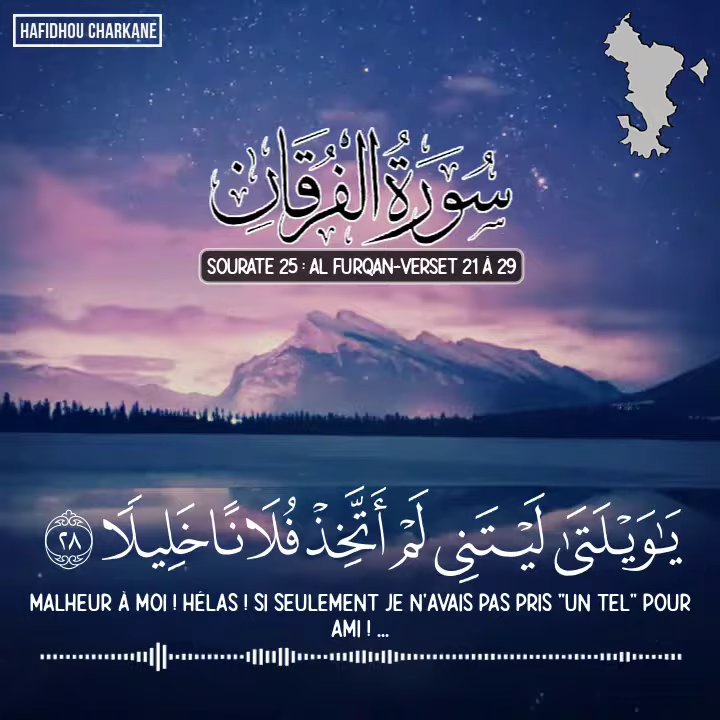 HAFIDHOU CHARKANE
سُورَةُ الفُرْقَانِ
SOURATE 25 : AL FURQAN-VERSET 21 À 29
يَـٰوَيْلَتَىٰ لَيْتَنِى لَمْ أَتَّخِذْ فُلَانًا خَلِيلًا ٢٨
MALHEUR À MOI ! HÉLAS ! SI SEULEMENT JE N'AVAIS PAS PRIS "UN TEL" POUR
AMI ! ...